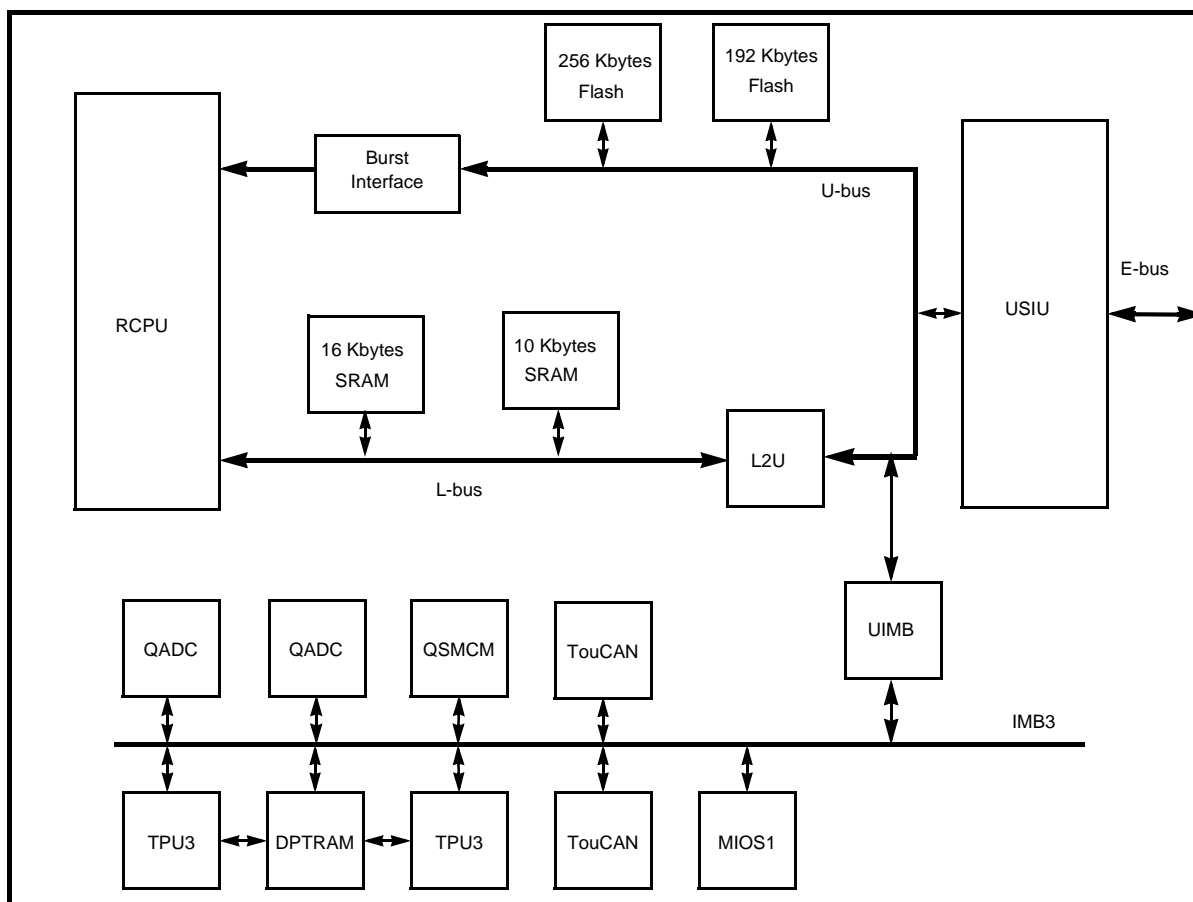 256 Kbytes
Flash
192 Kbytes
Flash
Burst
Interface
U-bus
E-bus
RCPU
USIU
16 Kbytes
SRAM
10 Kbytes
SRAM
L2U
L-bus
QADC
QADC
QSMCM
TouCAN
UIMB
IMB3
TPU3
DPTRAM
TPU3
TouCAN
MIOS1